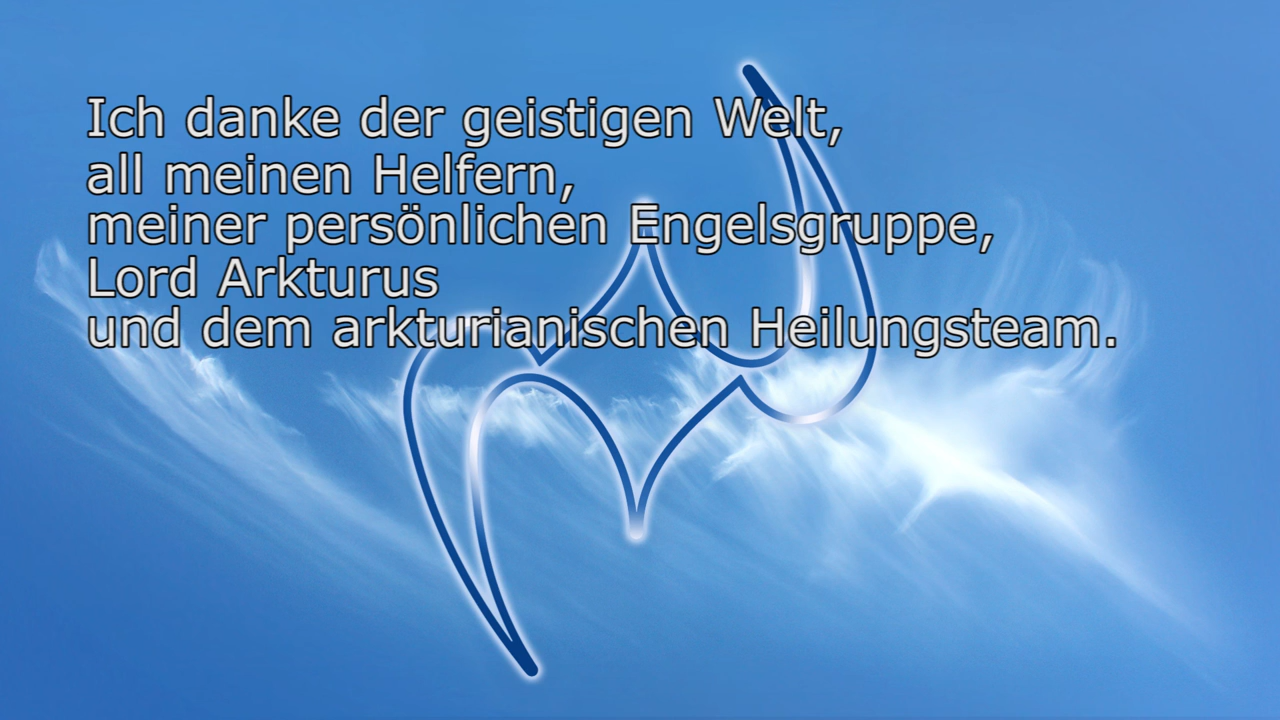 Ich danke der geistigen Welt,
all meinen Helfern,
meiner persönlichen Engelsgruppe,
Lord Arkturus
und dem arkturianischen Heilungsteam.